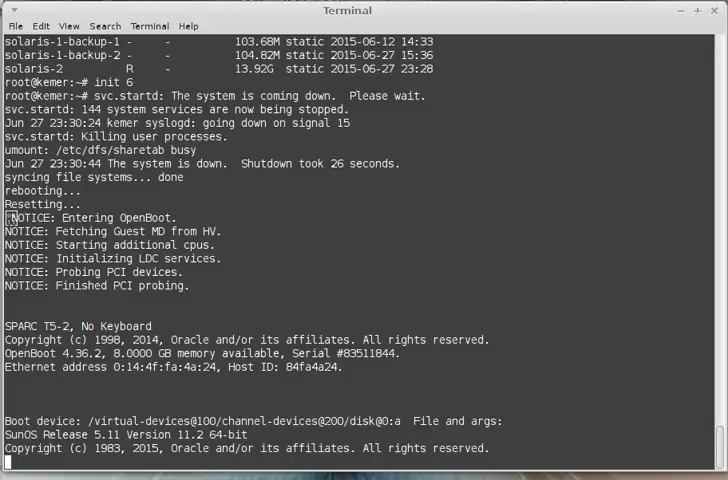 Terminal
File Edit View Search Terminal Help
solaris-1-backup-1 - - 103.68M static 2015-06-12 14:33
solaris-1-backup-2 - - 104.82M static 2015-06-27 15:36
solaris-2 R - 13.92G static 2015-06-27 23:28
root@kemer:~# init 6
root@kemer:~# svc.startd: The system is coming down. Please wait.
svc.startd: 144 system services are now being stopped.
Jun 27 23:30:24 kemer syslogd: going down on signal 15
svc.startd: Killing user processes.
umount: /etc/dfs/sharetab busy
Jun 27 23:30:44 The system is down. Shutdown took 26 seconds.
syncing file systems... done
rebooting...
Resetting...
NOTICE: Entering OpenBoot.
NOTICE: Fetching Guest MD from HV.
NOTICE: Starting additional cpus.
NOTICE: Initializing LDC services.
NOTICE: Probing PCI devices.
NOTICE: Finished PCI probing.
SPARC T5-2, No Keyboard
Copyright (c) 1998, 2014, Oracle and/or its affiliates. All rights reserved.
OpenBoot 4.36.2, 8.0000 GB memory available, Serial #83511844.
Ethernet address 0:14:4f:fa:4a:24, Host ID: 84fa4a24.
Boot device: /virtual-devices@100/channel-devices@200/disk@0:a File and args:
SunOS Release 5.11 Version 11.2 64-bit
Copyright (c) 1983, 2015, Oracle and/or its affiliates. All rights reserved.